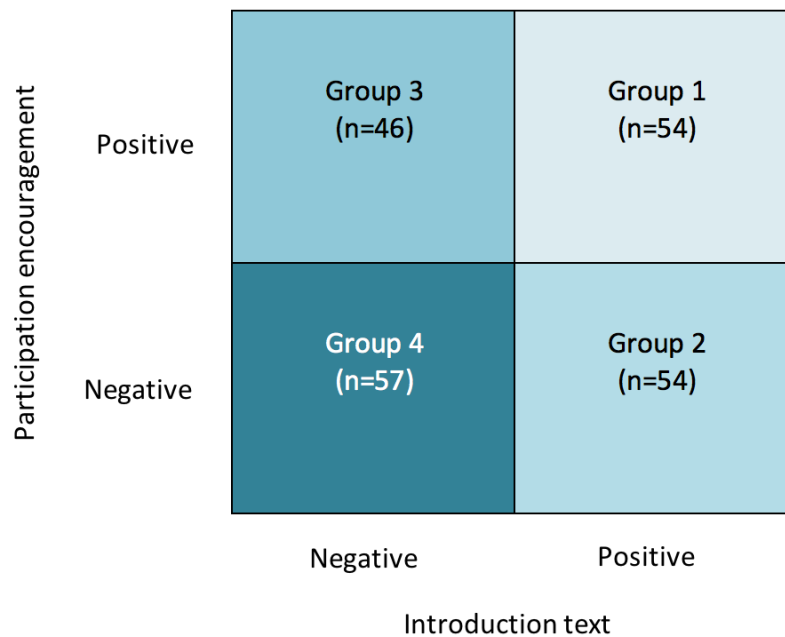 Participation encouragement
Positive
Group 3
(n=46)
Group 1
(n=54)
Negative
Group 4
(n=57)
Group 2
(n=54)
Negative
Positive
Introduction text